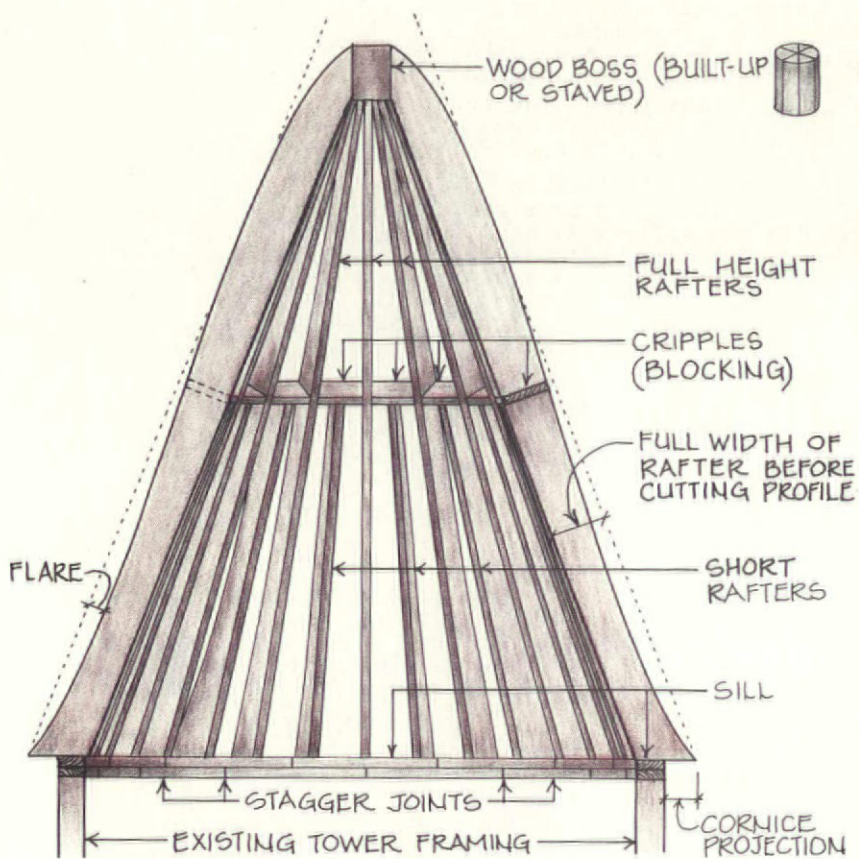 WOOD BOSS (BUILT-UP
OR STAVED)
FULL HEIGHT
RAFTERS
CRIPPLES
(BLOCKING)
FULL WIDTH OF
RAFTER BEFORE
CUTTING PROFILE
FLARE
SHORT
RAFTERS
SILL
STAGGER JOINTS
EXISTING TOWER FRAMING
CORNICE
PROJECTION